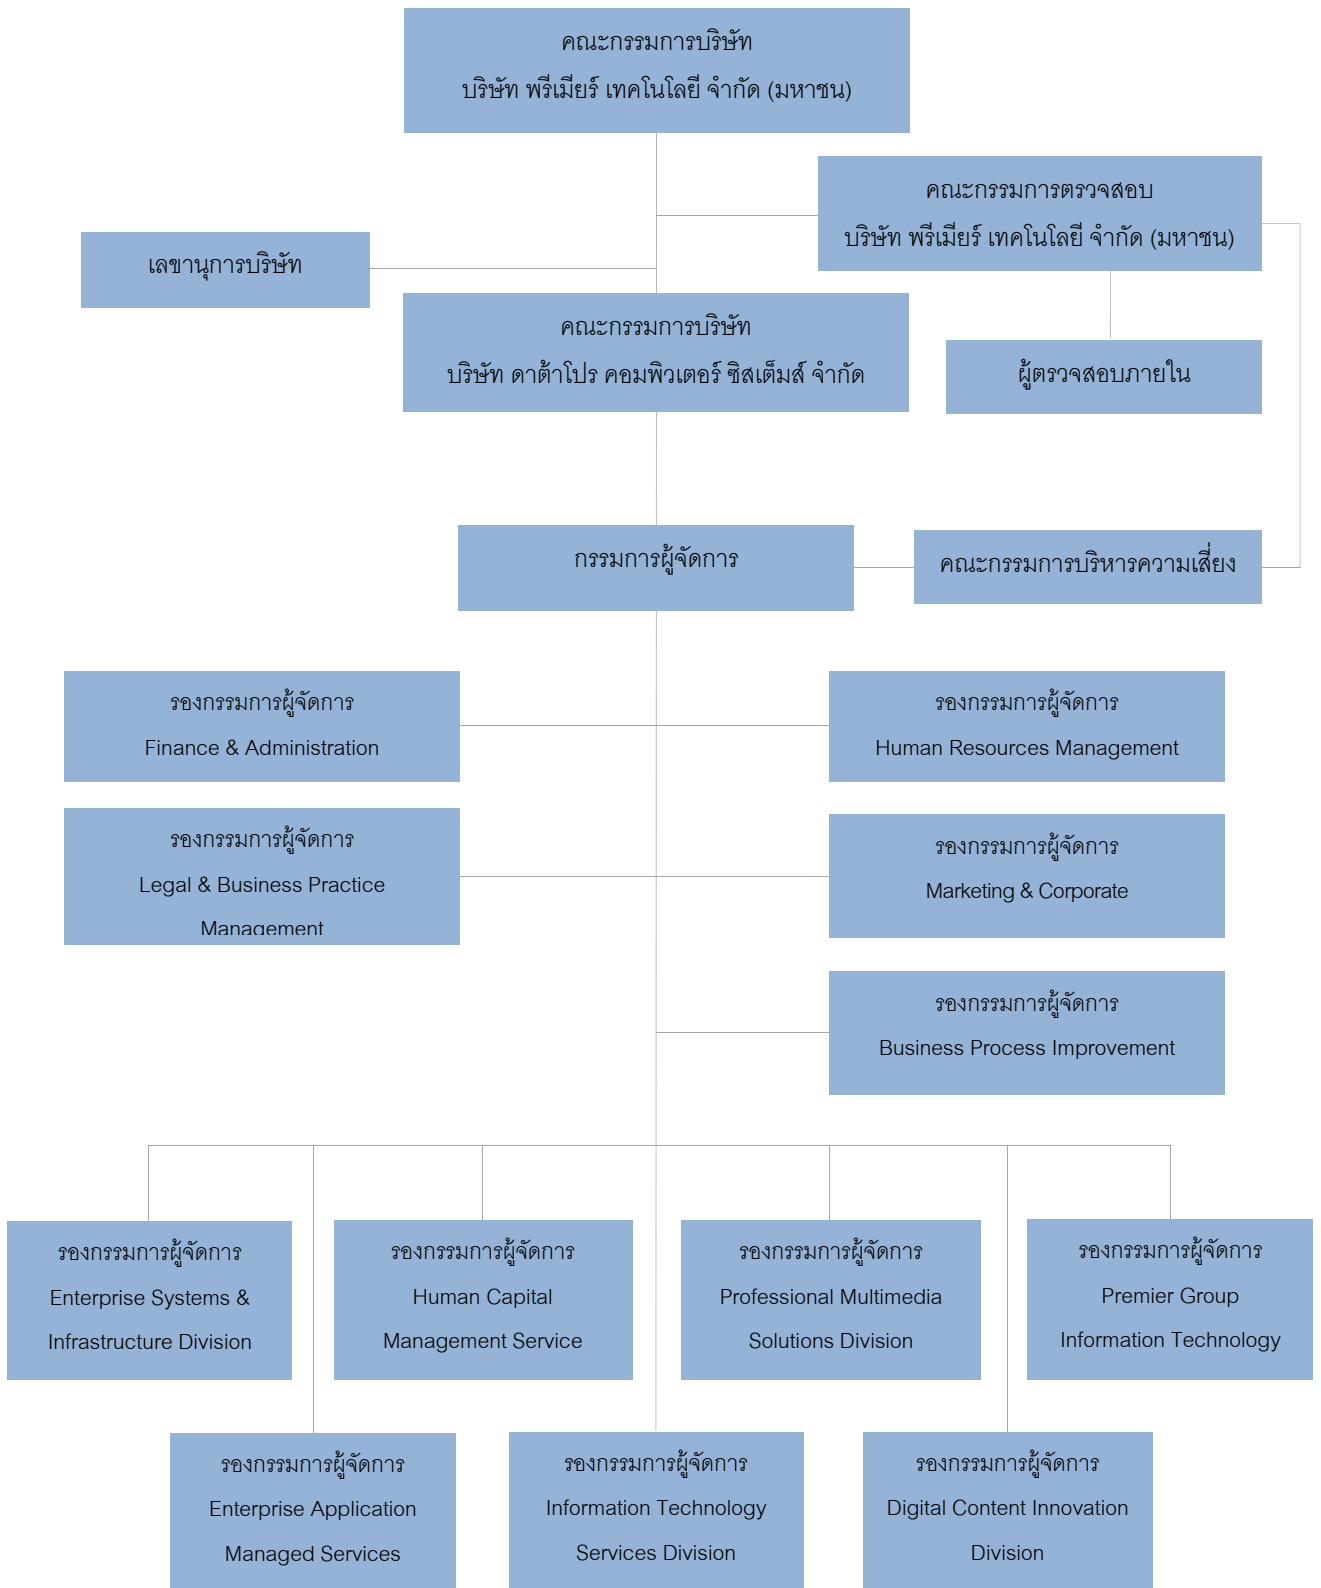 คณะกรรมการบริษัท
บริษัท พรีเมียร์ เทคโนโลยี จำกัด (มหาชน)
คณะกรรมการตรวจสอบ
บริษัท พรีเมียร์ เทคโนโลยี จำกัด (มหาชน)
เลขานุการบริษัท
คณะกรรมการบริษัท
บริษัท ดาต้าโปร คอมพิวเตอร์ ซิสเต็มส์ จำกัด
ผู้ตรวจสอบภายใน
กรรมการผู้จัดการ
คณะกรรมการบริหารความเสี่ยง
รองกรรมการผู้จัดการ
Finance & Administration
รองกรรมการผู้จัดการ
Human Resources Management
รองกรรมการผู้จัดการ
Legal & Business Practice
Management
รองกรรมการผู้จัดการ
Marketing & Corporate
รองกรรมการผู้จัดการ
Business Process Improvement
รองกรรมการผู้จัดการ
Enterprise Systems &
Infrastructure Division
รองกรรมการผู้จัดการ
Human Capital
Management Service
รองกรรมการผู้จัดการ
Professional Multimedia
Solutions Division
รองกรรมการผู้จัดการ
Premier Group
Information Technology
รองกรรมการผู้จัดการ
Enterprise Application
Managed Services
รองกรรมการผู้จัดการ
Information Technology
Services Division
รองกรรมการผู้จัดการ
Digital Content Innovation
Division